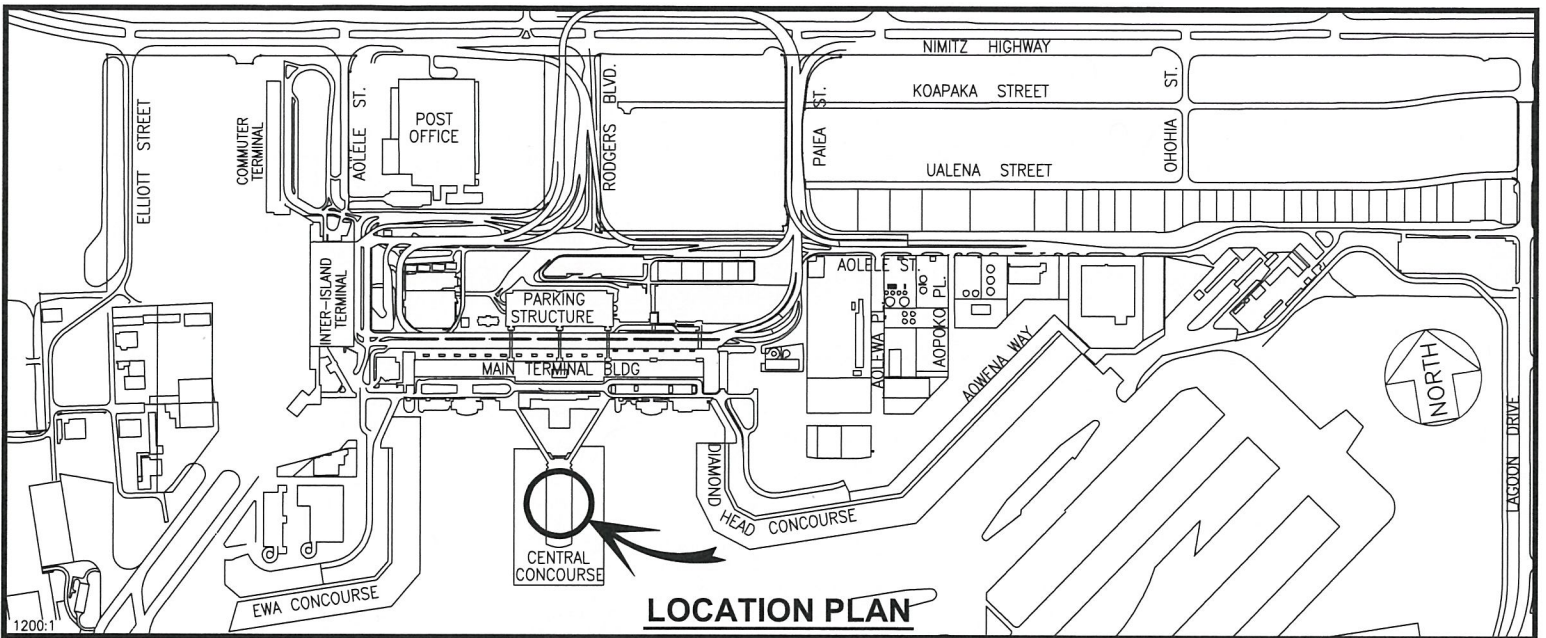 NIMITZ HIGHWAY
KOAPAKA STREET
UALENA STREET
ELLIOTT STREET
COMMUTER
TERMINAL
AOLELE ST.
POST
OFFICE
RODGERS BLVD.
PAIEA ST.
OHOHIA ST.
INTER-ISLAND
TERMINAL
PARKING
STRUCTURE
MAIN TERMINAL BLDG
AOLELE ST.
AOLEWA PL.
AOPOKO PL.
AOWENA WAY
NORTH
LAGOON DRIVE
DIAMOND
HEAD CONCOURSE
CENTRAL
CONCOURSE
EWA CONCOURSE
LOCATION PLAN
1200:1